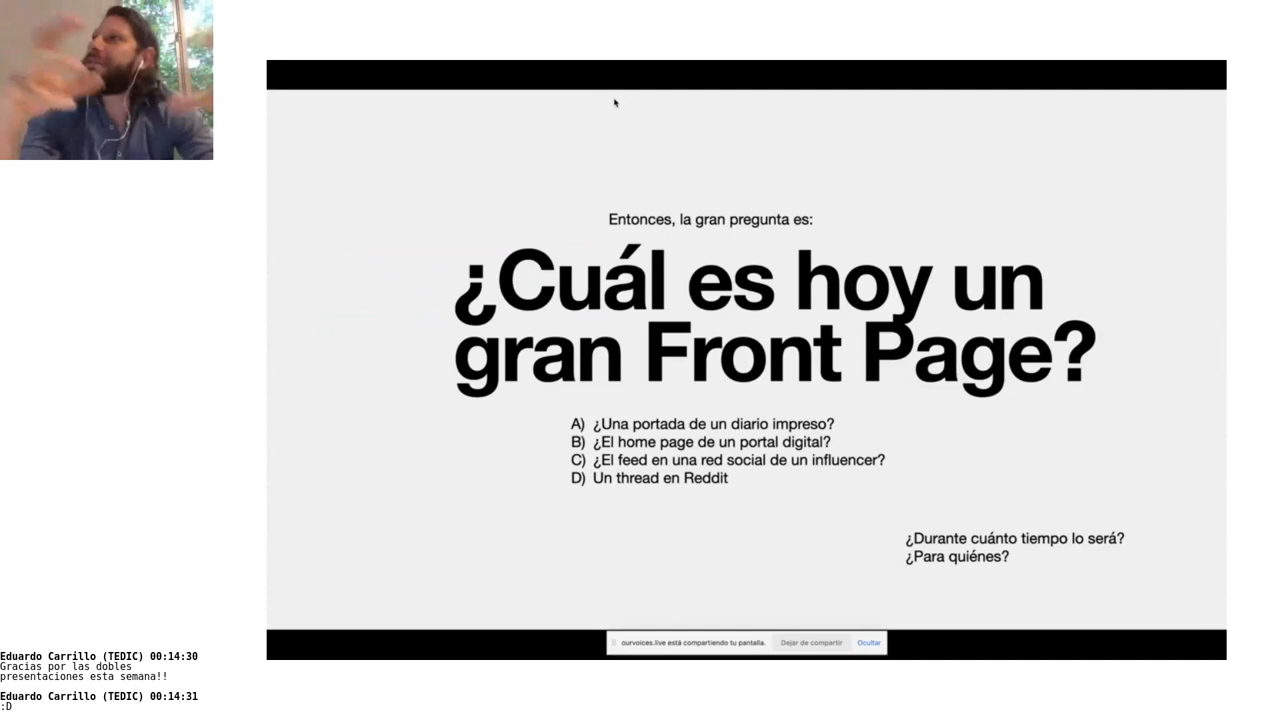 Entonces, la gran pregunta es:
¿Cuál es hoy un
gran Front Page?
A) ¿Una portada de un diario impreso?
B) ¿El home page de un portal digital?
C) ¿El feed en una red social de un influencer?
D) Un thread en Reddit
¿Durante cuánto tiempo lo será?
¿Para quiénes?
ourvoices.live está compartiendo tu pantalla. Dejar de compartir Ocultar
Eduardo Carrillo (TEDIC) 00:14:30
Gracias por las dobles
presentaciones esta semana!!
Eduardo Carrillo (TEDIC) 00:14:31
:D